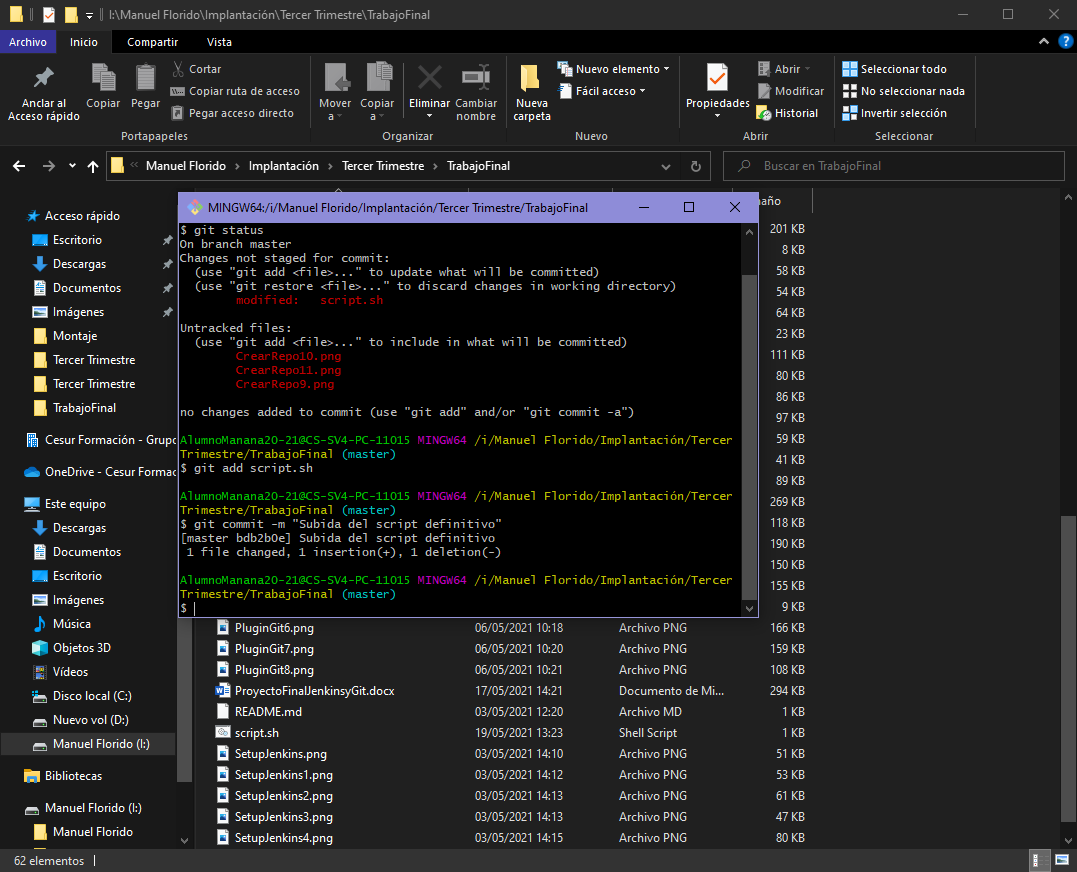 I:\Manuel Florido\Implantación\Tercer Trimestre\TrabajoFinal
Archivo Inicio Compartir Vista
Anclar al
Acceso rápido
Copiar
Pegar
Cortar
Copiar ruta de acceso
Pegar acceso directo
Portapapeles
Mover
a
Copiar
a
Eliminar
Cambiar
nombre
Organizar
Nueva
carpeta
Nuevo elemento
Fácil acceso
Nuevo
Propiedades
Abrir
Modificar
Historial
Abrir
Seleccionar todo
No seleccionar nada
Invertir selección
Seleccionar
Manuel Florido > Implantación > Tercer Trimestre > TrabajoFinal
Buscar en TrabajoFinal
Acceso rápido
Escritorio
Descargas
Documentos
Imágenes
Montaje
Tercer Trimestre
Tercer Trimestre
TrabajoFinal
Cesur Formación - Grupo
OneDrive - Cesur Formac
Este equipo
Descargas
Documentos
Escritorio
Imágenes
Música
Objetos 3D
Vídeos
Disco local (C:)
Nuevo vol (D:)
Manuel Florido (I:)
Bibliotecas
Manuel Florido (I:)
Manuel Florido
MINGW64:/i/Manuel Florido/Implantación/Tercer Trimestre/TrabajoFinal
$ git status
On branch master
Changes not staged for commit:
  (use "git add <file>..." to update what will be committed)
  (use "git restore <file>..." to discard changes in working directory)
        modified:   script.sh
Untracked files:
  (use "git add <file>..." to include in what will be committed)
        CrearRepo10.png
        CrearRepo11.png
        CrearRepo9.png
no changes added to commit (use "git add" and/or "git commit -a")
AlumnoManana20-21@CS-SV4-PC-11015 MINGW64 /i/Manuel Florido/Implantación/Tercer
Trimestre/TrabajoFinal (master)
$ git add script.sh
AlumnoManana20-21@CS-SV4-PC-11015 MINGW64 /i/Manuel Florido/Implantación/Tercer
Trimestre/TrabajoFinal (master)
$ git commit -m "Subida del script definitivo"
[master bdb2b0e] Subida del script definitivo
 1 file changed, 1 insertion(+), 1 deletion(-)
AlumnoManana20-21@CS-SV4-PC-11015 MINGW64 /i/Manuel Florido/Implantación/Tercer
Trimestre/TrabajoFinal (master)
$
año
201 KB
8 KB
58 KB
54 KB
64 KB
23 KB
111 KB
80 KB
86 KB
97 KB
59 KB
41 KB
89 KB
269 KB
118 KB
190 KB
150 KB
155 KB
9 KB
PluginGit6.png 06/05/2021 10:18 Archivo PNG 166 KB
PluginGit7.png 06/05/2021 10:20 Archivo PNG 159 KB
PluginGit8.png 06/05/2021 10:21 Archivo PNG 108 KB
ProyectoFinalJenkinsyGit.docx 17/05/2021 14:21 Documento de Mi... 294 KB
README.md 03/05/2021 12:20 Archivo MD 1 KB
script.sh 19/05/2021 13:23 Shell Script 1 KB
SetupJenkins.png 03/05/2021 14:10 Archivo PNG 51 KB
SetupJenkins1.png 03/05/2021 14:12 Archivo PNG 53 KB
SetupJenkins2.png 03/05/2021 14:13 Archivo PNG 61 KB
SetupJenkins3.png 03/05/2021 14:13 Archivo PNG 47 KB
SetupJenkins4.png 03/05/2021 14:15 Archivo PNG 80 KB
62 elementos